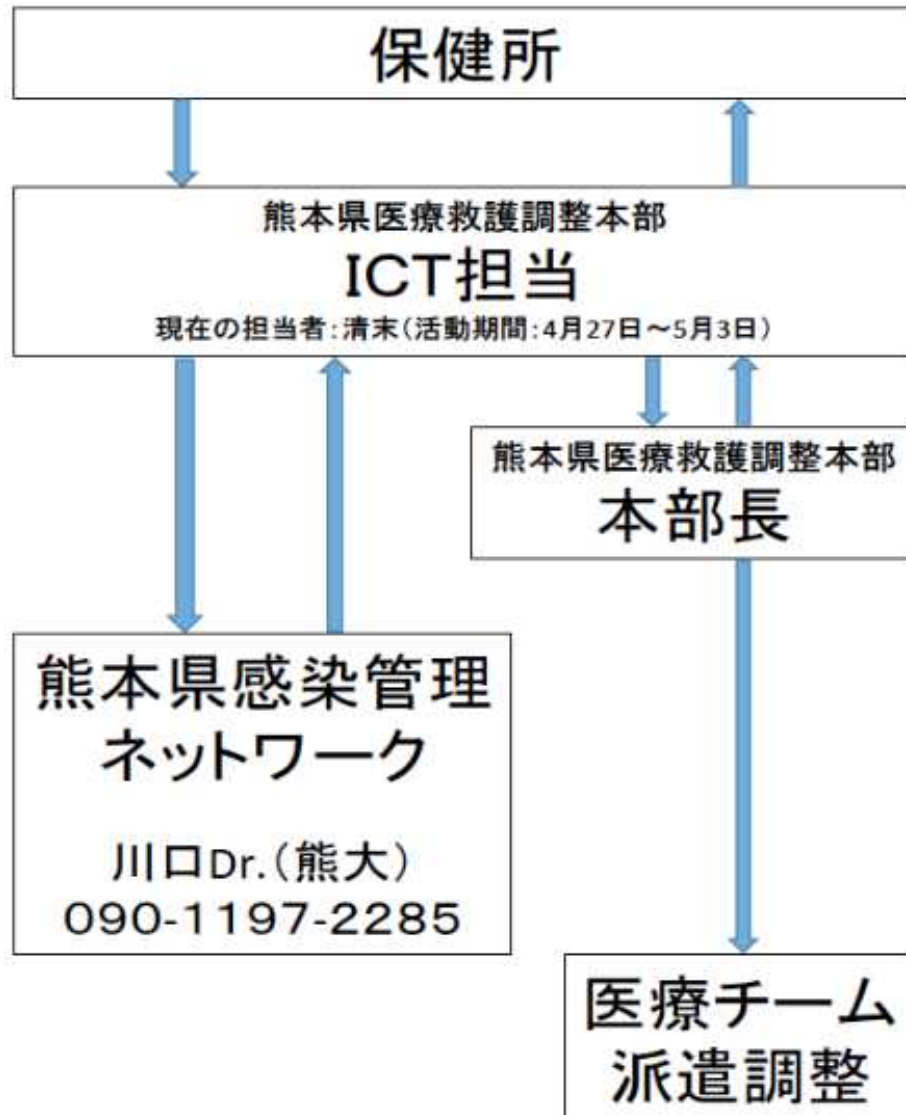 保健所
熊本県医療救護調整本部
ICT担当
現在の担当者：清末（活動期間：4月27日～5月3日）
熊本県医療救護調整本部
本部長
熊本県感染管理
ネットワーク
川口Dr.（熊大）
090-1197-2285
医療チーム
派遣調整